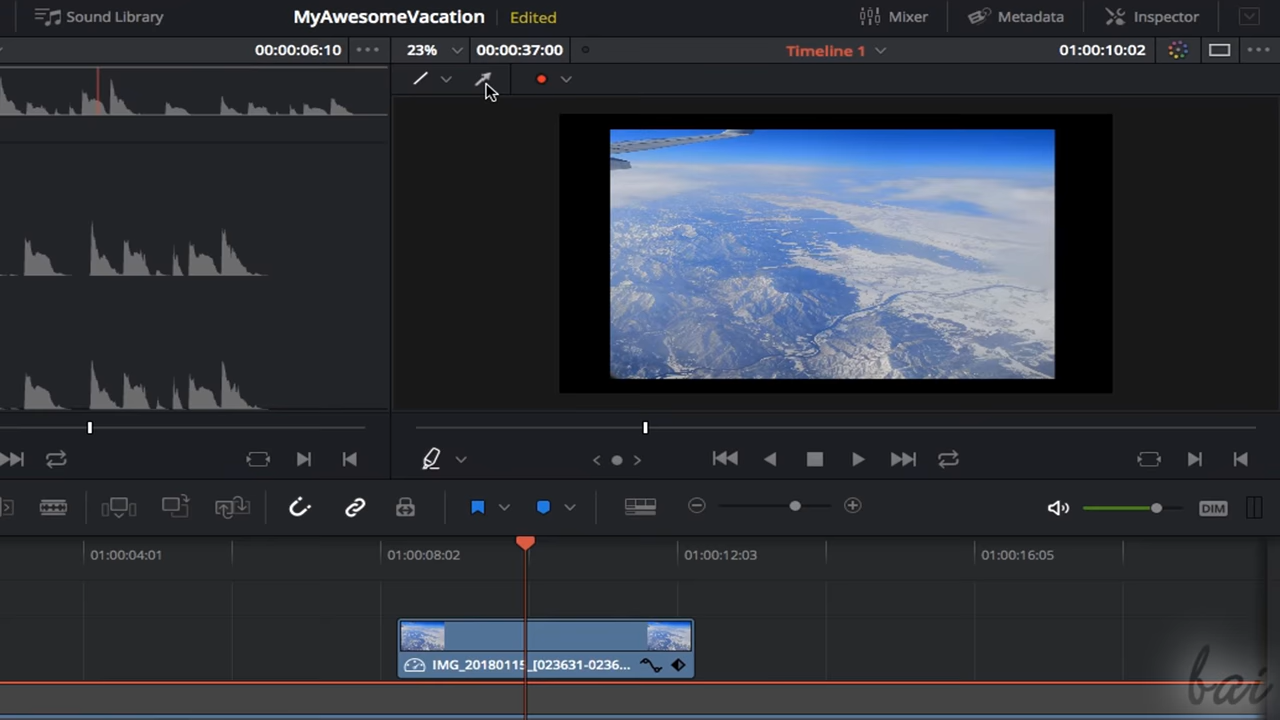 Sound Library
MyAwesomeVacation
Edited
Mixer
Metadata
Inspector
00:00:06:10
23%
00:00:37:00
Timeline 1
01:00:10:02
DIM
01:00:04:01
01:00:08:02
01:00:12:03
01:00:16:05
IMG_20180115_[023631-0236...
bai